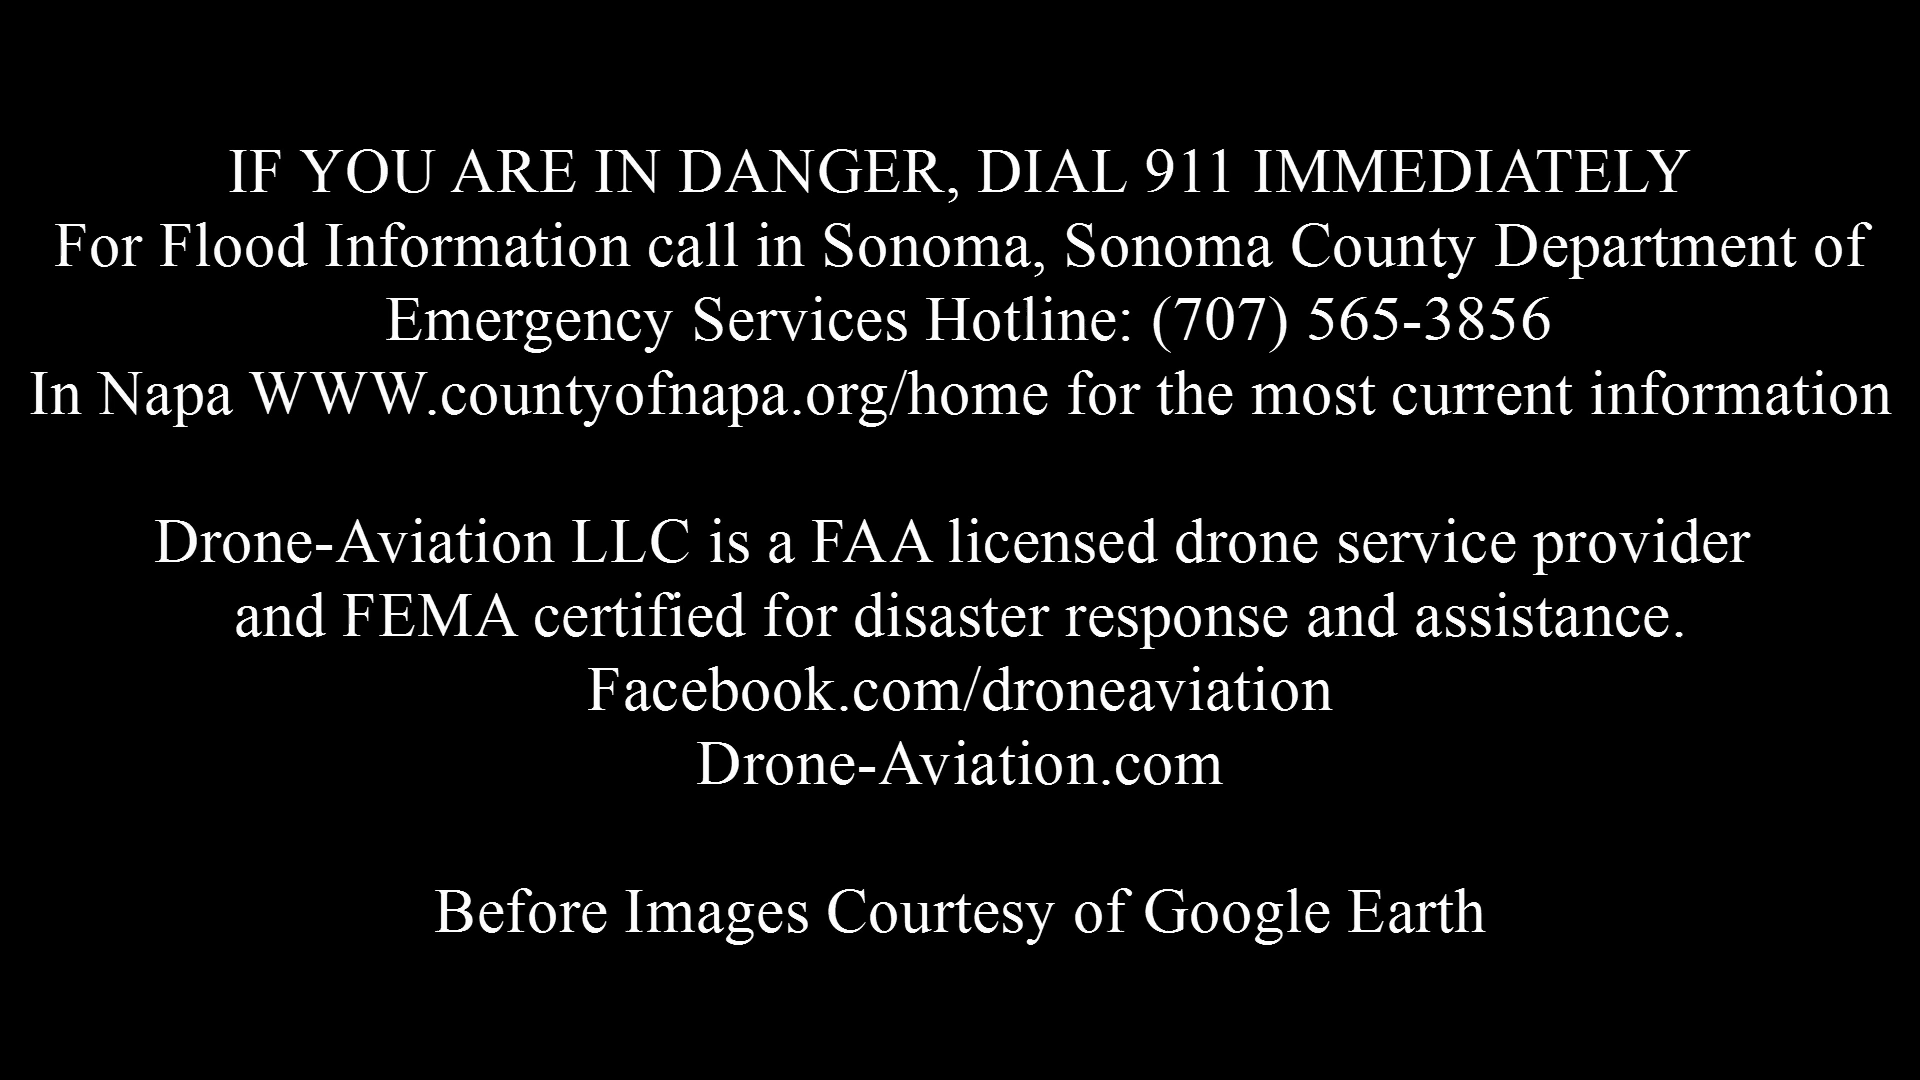 IF YOU ARE IN DANGER, DIAL 911 IMMEDIATELY
For Flood Information call in Sonoma, Sonoma County Department of
Emergency Services Hotline: (707) 565-3856
In Napa WWW.countyofnapa.org/home for the most current information
Drone-Aviation LLC is a FAA licensed drone service provider
and FEMA certified for disaster response and assistance.
Facebook.com/droneaviation
Drone-Aviation.com
Before Images Courtesy of Google Earth